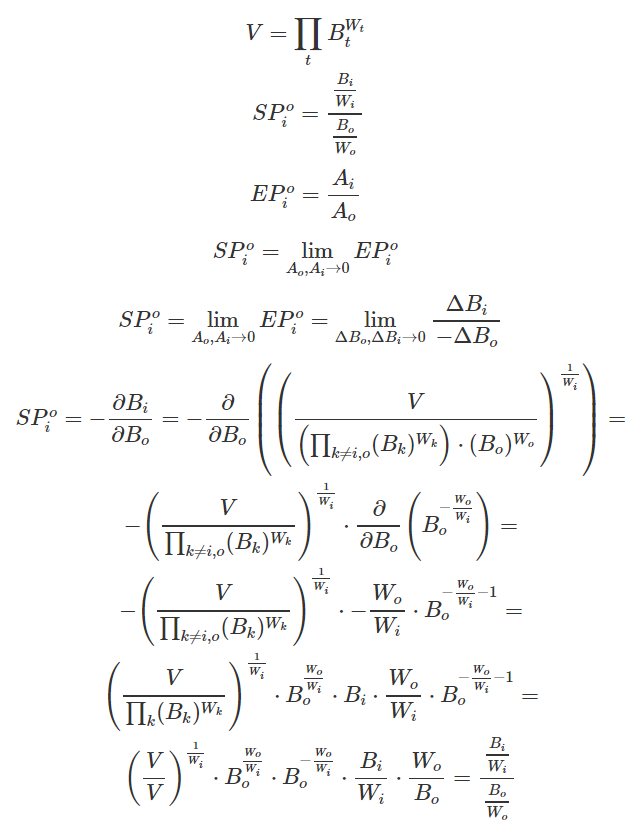 $V = \prod_{t} B_t^{W_t}$
$SP_i^o = \frac{\frac{B_i}{W_i}}{\frac{B_o}{W_o}}$
$EP_i^o = \frac{A_i}{A_o}$
$SP_i^o = \lim_{A_o, A_i \to 0} EP_i^o$
$SP_i^o = \lim_{A_o, A_i \to 0} EP_i^o = \lim_{\Delta B_o, \Delta B_i \to 0} \frac{\Delta B_i}{-\Delta B_o}$
$SP_i^o = -\frac{\partial B_i}{\partial B_o} = -\frac{\partial}{\partial B_o} \left( \left( \frac{V}{\left( \prod_{k \neq i,o} (B_k)^{W_k} \right) \cdot (B_o)^{W_o}} \right)^{\frac{1}{W_i}} \right) =$
$-\left( \frac{V}{\prod_{k \neq i,o} (B_k)^{W_k}} \right)^{\frac{1}{W_i}} \cdot \frac{\partial}{\partial B_o} \left( B_o^{-\frac{W_o}{W_i}} \right) =$
$-\left( \frac{V}{\prod_{k \neq i,o} (B_k)^{W_k}} \right)^{\frac{1}{W_i}} \cdot -\frac{W_o}{W_i} \cdot B_o^{-\frac{W_o}{W_i} - 1} =$
$\left( \frac{V}{\prod_{k} (B_k)^{W_k}} \right)^{\frac{1}{W_i}} \cdot B_o^{\frac{W_o}{W_i}} \cdot B_i \cdot \frac{W_o}{W_i} \cdot B_o^{-\frac{W_o}{W_i} - 1} =$
$\left( \frac{V}{V} \right)^{\frac{1}{W_i}} \cdot B_o^{\frac{W_o}{W_i}} \cdot B_o^{-\frac{W_o}{W_i}} \cdot \frac{B_i}{W_i} \cdot \frac{W_o}{B_o} = \frac{\frac{B_i}{W_i}}{\frac{B_o}{W_o}}$